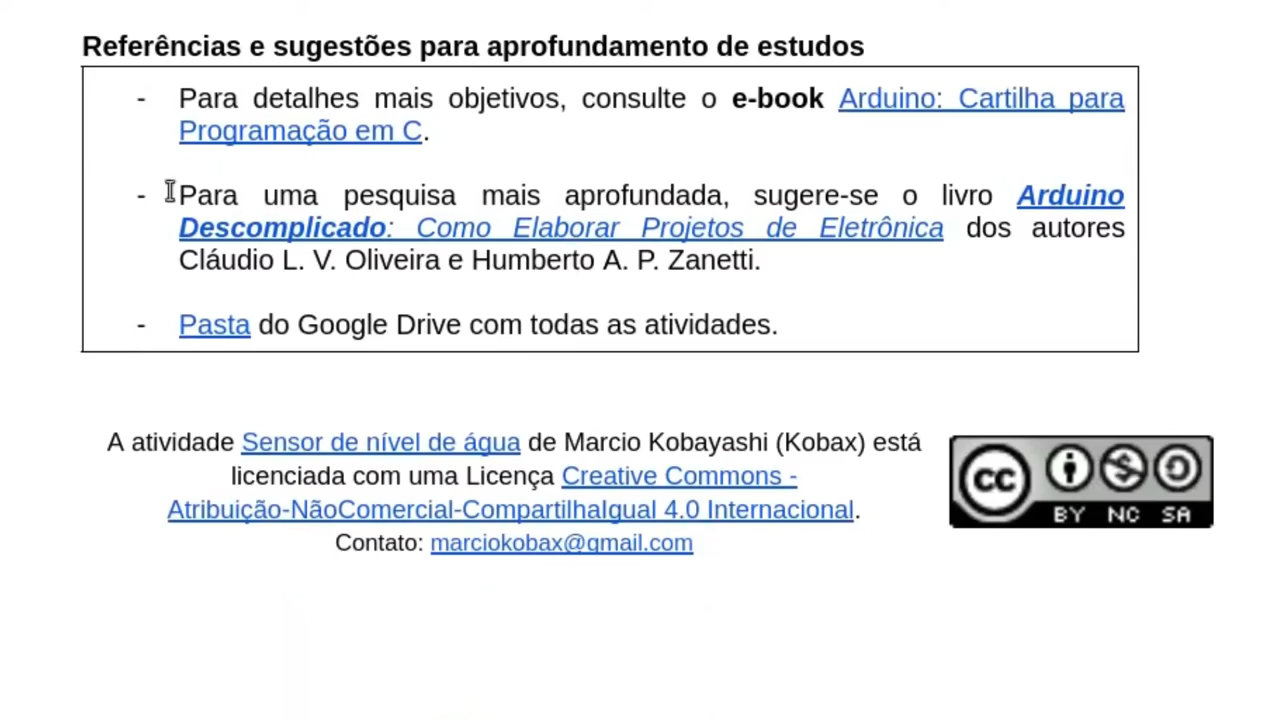 Referências e sugestões para aprofundamento de estudos
- Para detalhes mais objetivos, consulte o e-book Arduino: Cartilha para
Programação em C.
- Para uma pesquisa mais aprofundada, sugere-se o livro Arduino
Descomplicado: Como Elaborar Projetos de Eletrônica dos autores
Cláudio L. V. Oliveira e Humberto A. P. Zanetti.
- Pasta do Google Drive com todas as atividades.
A atividade Sensor de nível de água de Marcio Kobayashi (Kobax) está
licenciada com uma Licença Creative Commons -
Atribuição-NãoComercial-CompartilhaIgual 4.0 Internacional.
Contato: marciokobax@gmail.com
cc
BY NC SA